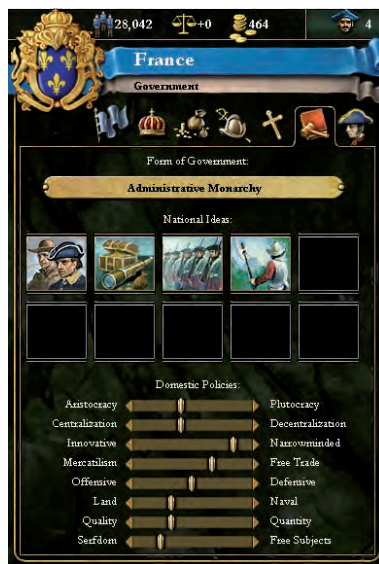 28,042 +0 464 4
France
Government
Form of Government:
Administrative Monarchy
National Ideas:
Domestic Policies:
Aristocracy Plutocracy
Centralization Decentralization
Innovative Narrowminded
Mercatilism Free Trade
Offensive Defensive
Land Naval
Quality Quantity
Serfdom Free Subjects